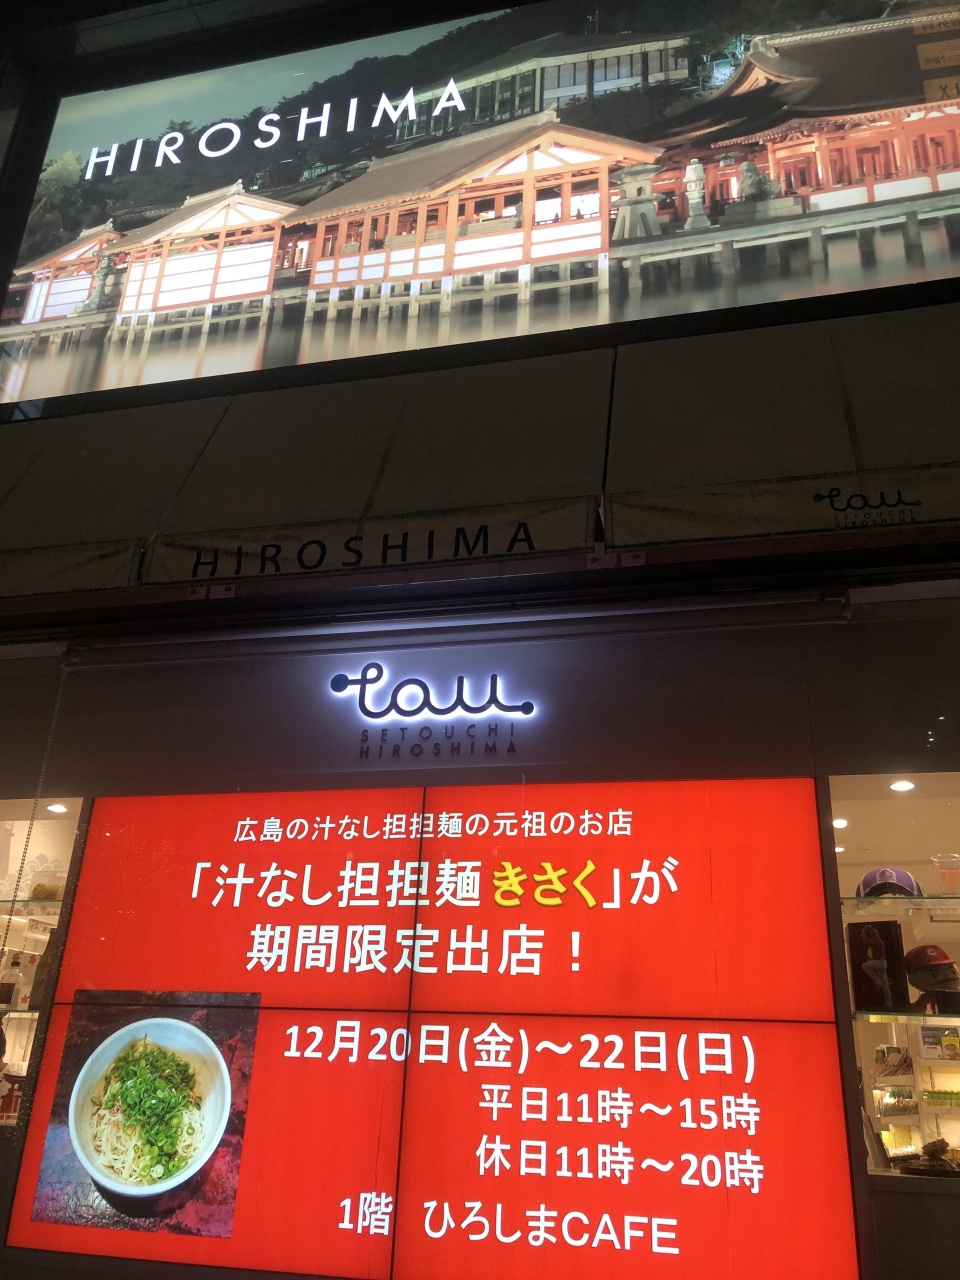 HIROSHIMA
HIROSHIMA
tau
SETOUCHI
HIROSHIMA
tau
SETOUCHI
HIROSHIMA
広島の汁なし担担麺の元祖のお店
「汁なし担担麺きさく」が
期間限定出店！
12月20日(金)～22日(日)
平日11時～15時
休日11時～20時
1階 ひろしまCAFE